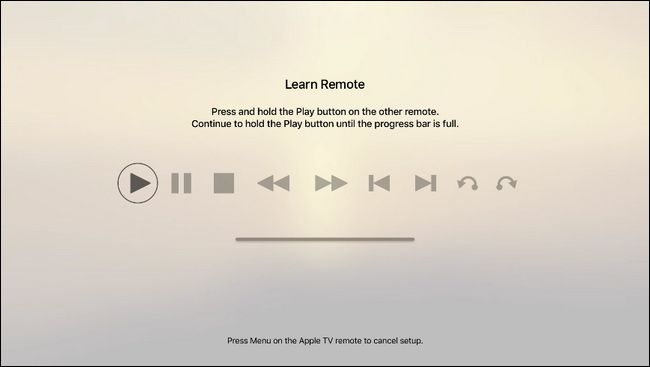 Learn Remote
Press and hold the Play button on the other remote.
Continue to hold the Play button until the progress bar is full.
Press Menu on the Apple TV remote to cancel setup.